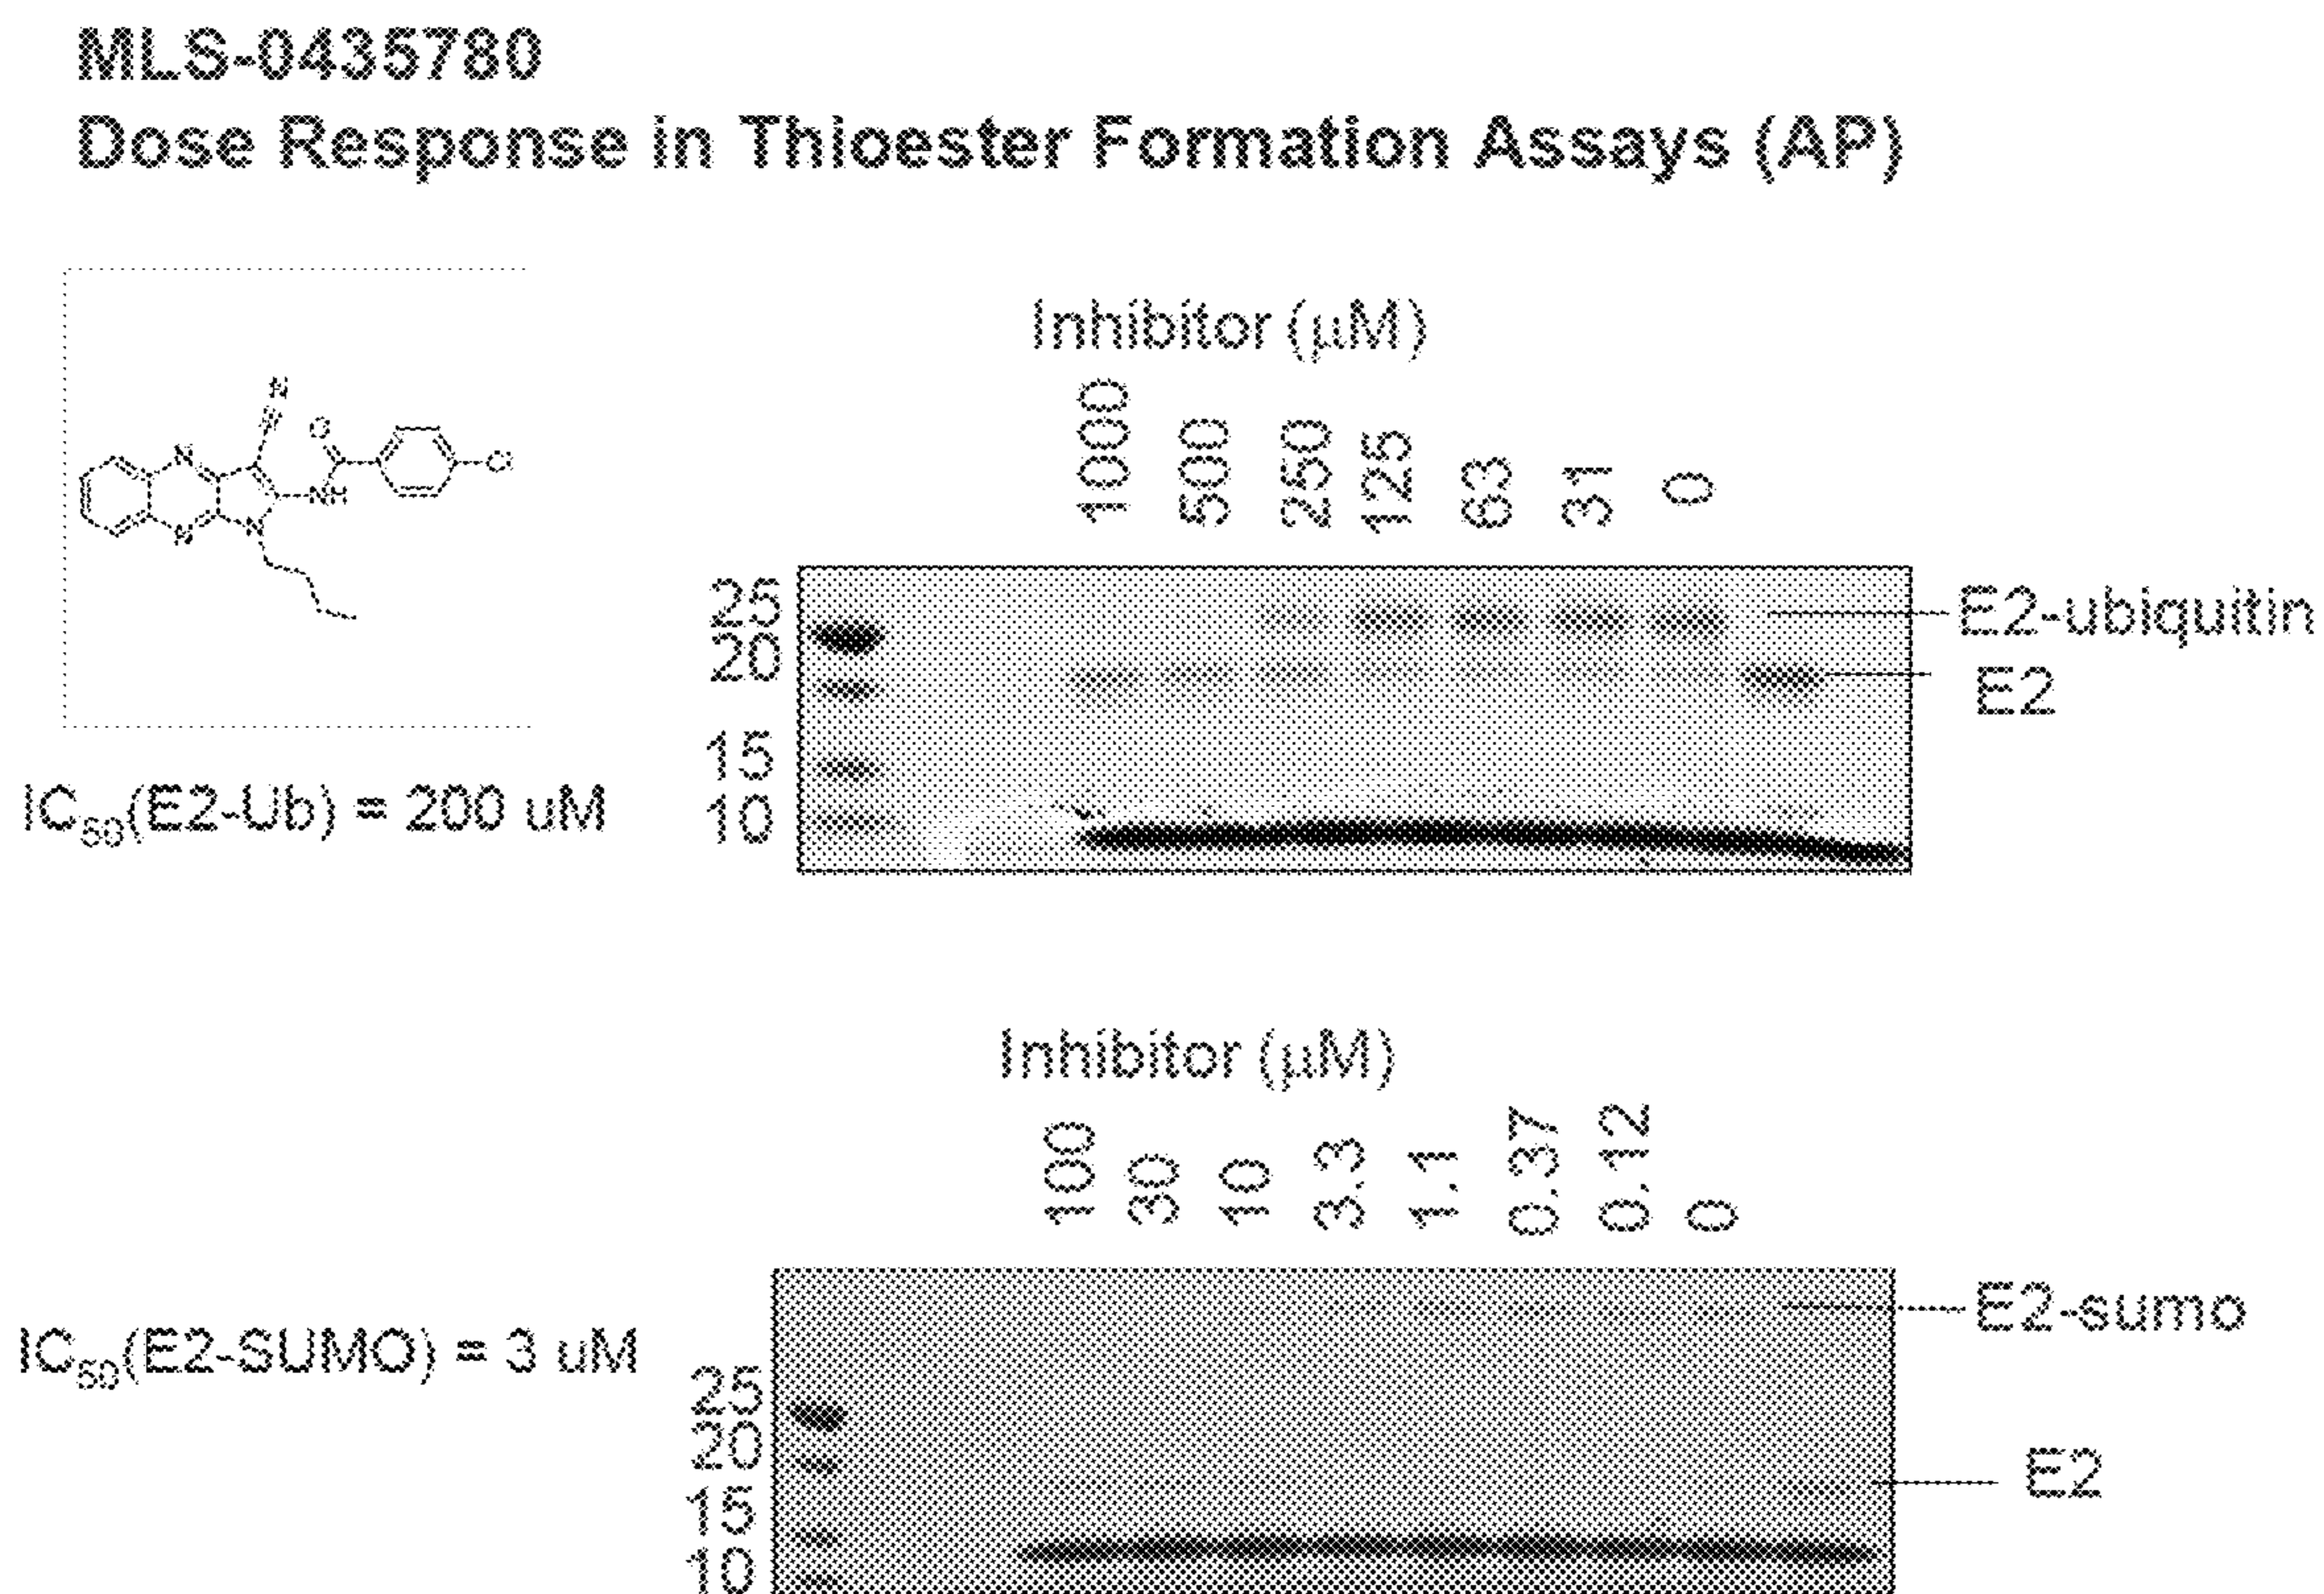 MLS-0435780
Dose Response in Thioester Formation Assays (AP)
N
C
O
N
Cl
NH
N
N
Inhibitor (μM)
1000 500 250 125 63 31 0
25
20
15
10
E2-ubiquitin
E2
IC50(E2-Ub) = 200 uM
Inhibitor (μM)
100 30 10 3.3 1.1 0.37 0.12 0
IC50(E2-SUMO) = 3 uM
25
20
15
10
E2-sumo
E2